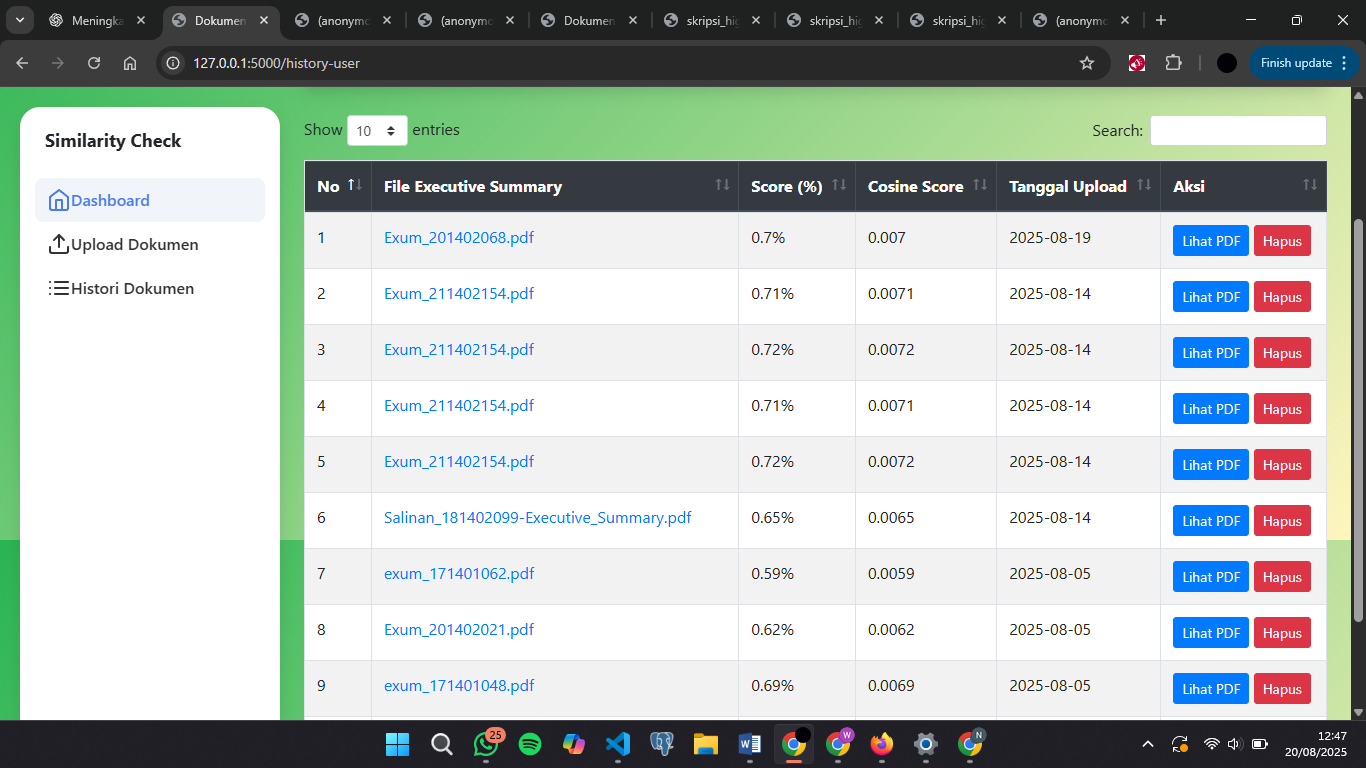 Meningka
Dokumen
(anonymo
(anonymo
Dokumen
skripsi_hig
skripsi_hig
skripsi_hig
(anonymo
127.0.0.1:5000/history-user
Finish update
Similarity Check
Dashboard
Upload Dokumen
Histori Dokumen
Show 10 entries
Search:
No File Executive Summary Score (%) Cosine Score Tanggal Upload Aksi
1 Exum_201402068.pdf 0.7% 0.007 2025-08-19 Lihat PDF Hapus
2 Exum_211402154.pdf 0.71% 0.0071 2025-08-14 Lihat PDF Hapus
3 Exum_211402154.pdf 0.72% 0.0072 2025-08-14 Lihat PDF Hapus
4 Exum_211402154.pdf 0.71% 0.0071 2025-08-14 Lihat PDF Hapus
5 Exum_211402154.pdf 0.72% 0.0072 2025-08-14 Lihat PDF Hapus
6 Salinan_181402099-Executive_Summary.pdf 0.65% 0.0065 2025-08-14 Lihat PDF Hapus
7 exum_171401062.pdf 0.59% 0.0059 2025-08-05 Lihat PDF Hapus
8 Exum_201402021.pdf 0.62% 0.0062 2025-08-05 Lihat PDF Hapus
9 exum_171401048.pdf 0.69% 0.0069 2025-08-05 Lihat PDF Hapus
25
W
W
N
12:47
20/08/2025